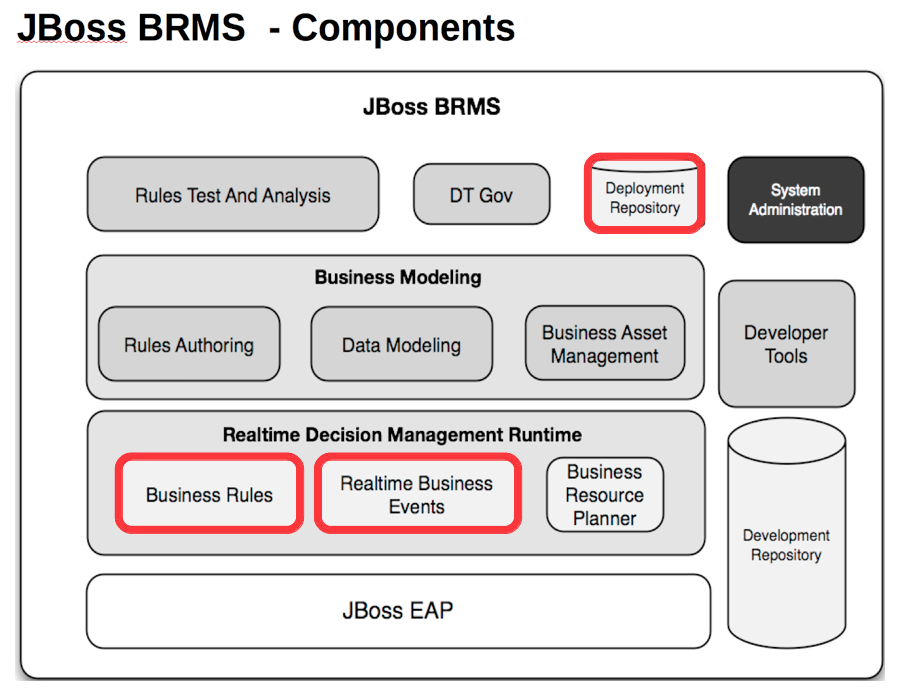 JBoss BRMS - Components
JBoss BRMS
Rules Test And Analysis
DT Gov
Deployment
Repository
System
Administration
Business Modeling
Rules Authoring
Data Modeling
Business Asset
Management
Developer
Tools
Realtime Decision Management Runtime
Business Rules
Realtime Business
Events
Business
Resource
Planner
Development
Repository
JBoss EAP